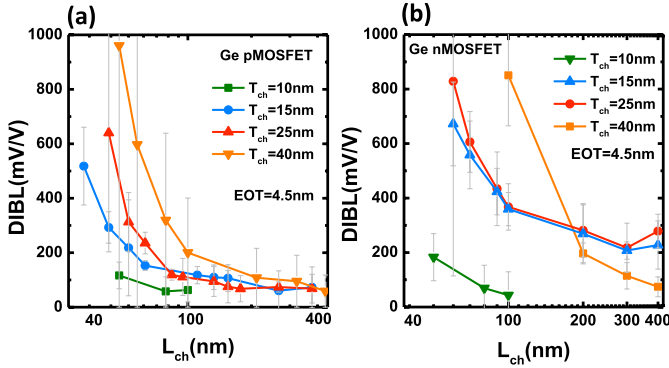 (a)
1000
800
600
400
200
0
DIBL(mV/V)
Ge pMOSFET
T_ch=10nm
T_ch=15nm
T_ch=25nm
T_ch=40nm
EOT=4.5nm
40 100 200 300 400
L_ch(nm)
(b)
1000
800
600
400
200
0
DIBL(mV/V)
Ge nMOSFET
T_ch=10nm
T_ch=15nm
T_ch=25nm
T_ch=40nm
EOT=4.5nm
40 100 200 300 400
L_ch(nm)